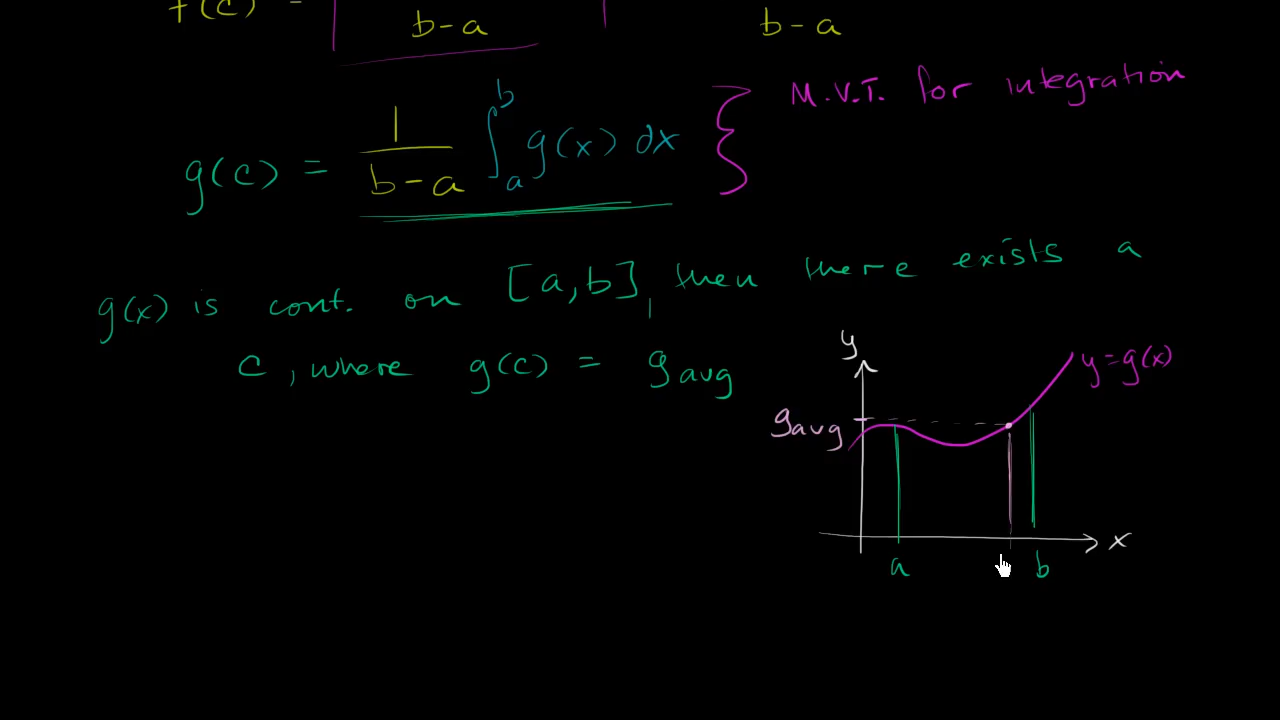 f(c) =
b-a
b-a
M.V.T. for integration
g(c) = 1/(b-a) ∫_a^b g(x) dx
g(x) is cont. on [a,b], then there exists a
c, where g(c) = g_avg
y
y=g(x)
g_avg
x
a
b